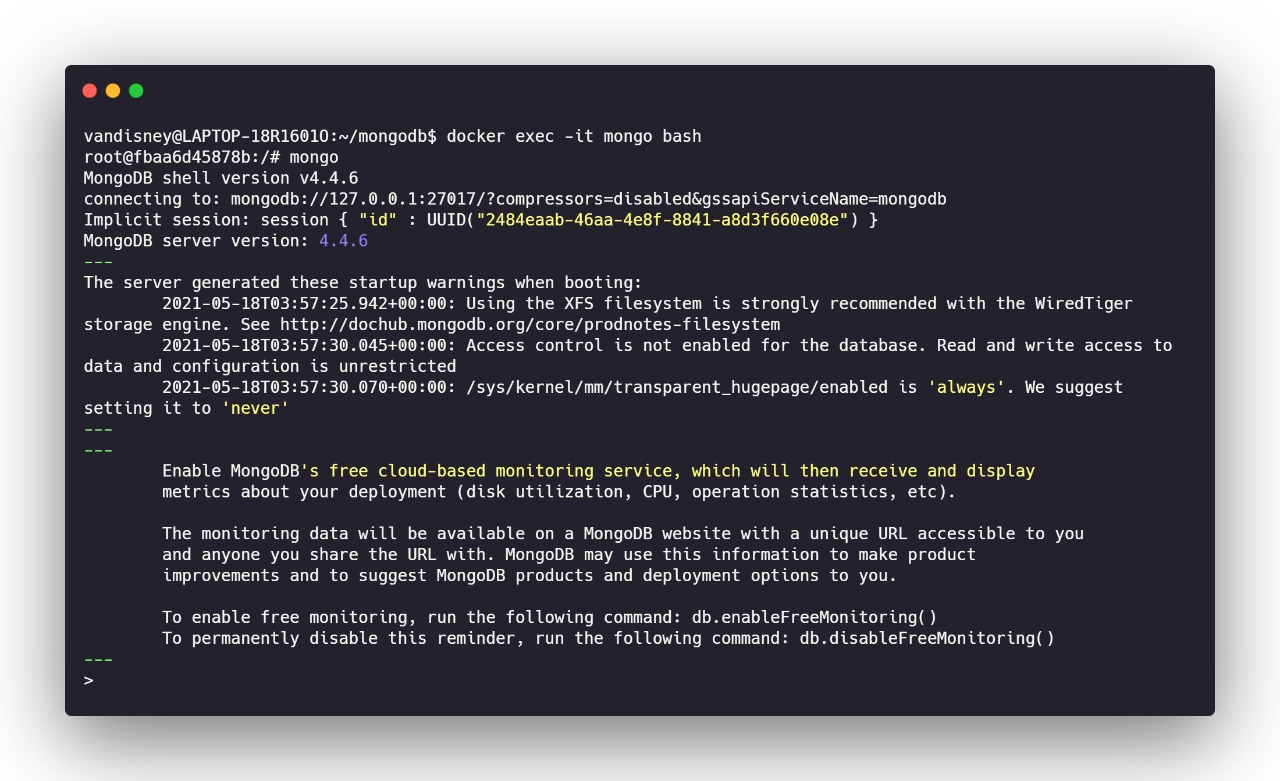 vandisney@LAPTOP-18R1601O:~/mongodb$ docker exec -it mongo bash
root@fbaa6d45878b:/# mongo
MongoDB shell version v4.4.6
connecting to: mongodb://127.0.0.1:27017/?compressors=disabled&gssapiServiceName=mongodb
Implicit session: session { "id" : UUID("2484eaab-46aa-4e8f-8841-a8d3f660e08e") }
MongoDB server version: 4.4.6
---
The server generated these startup warnings when booting:
        2021-05-18T03:57:25.942+00:00: Using the XFS filesystem is strongly recommended with the WiredTiger
storage engine. See http://dochub.mongodb.org/core/prodnotes-filesystem
        2021-05-18T03:57:30.045+00:00: Access control is not enabled for the database. Read and write access to
data and configuration is unrestricted
        2021-05-18T03:57:30.070+00:00: /sys/kernel/mm/transparent_hugepage/enabled is 'always'. We suggest
setting it to 'never'
---
---
        Enable MongoDB's free cloud-based monitoring service, which will then receive and display
        metrics about your deployment (disk utilization, CPU, operation statistics, etc).

        The monitoring data will be available on a MongoDB website with a unique URL accessible to you
        and anyone you share the URL with. MongoDB may use this information to make product
        improvements and to suggest MongoDB products and deployment options to you.

        To enable free monitoring, run the following command: db.enableFreeMonitoring()
        To permanently disable this reminder, run the following command: db.disableFreeMonitoring()
---
>